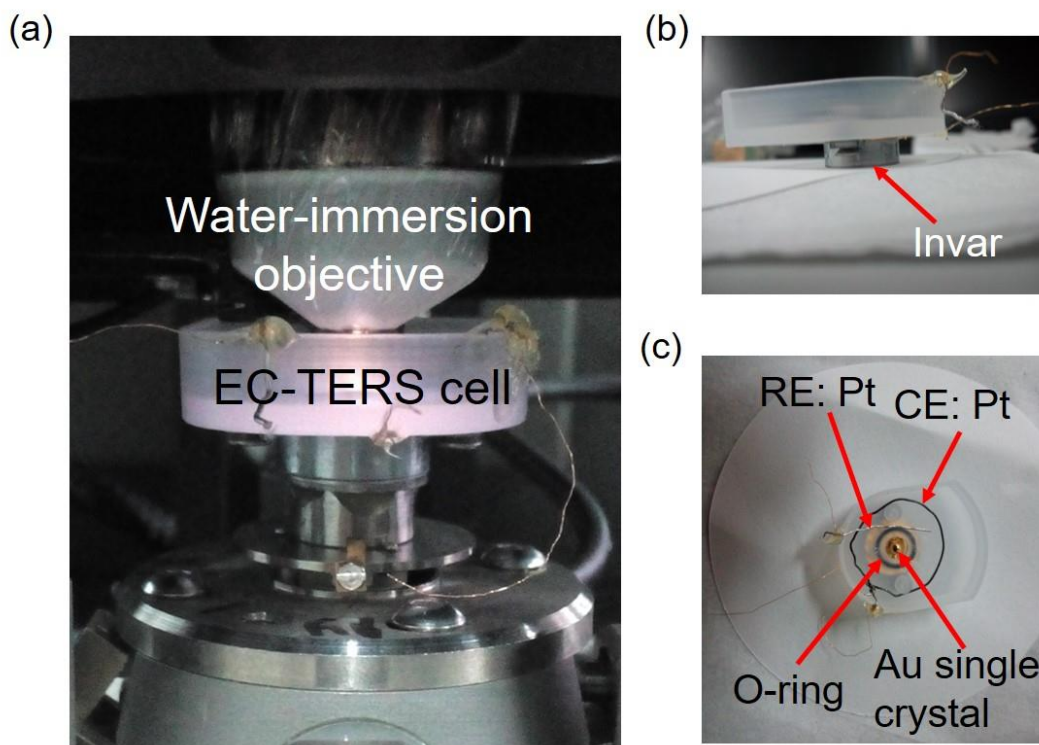 (a)
Water-immersion
objective
EC-TERS cell
(b)
Invar
(c)
RE: Pt
CE: Pt
O-ring
Au single
crystal